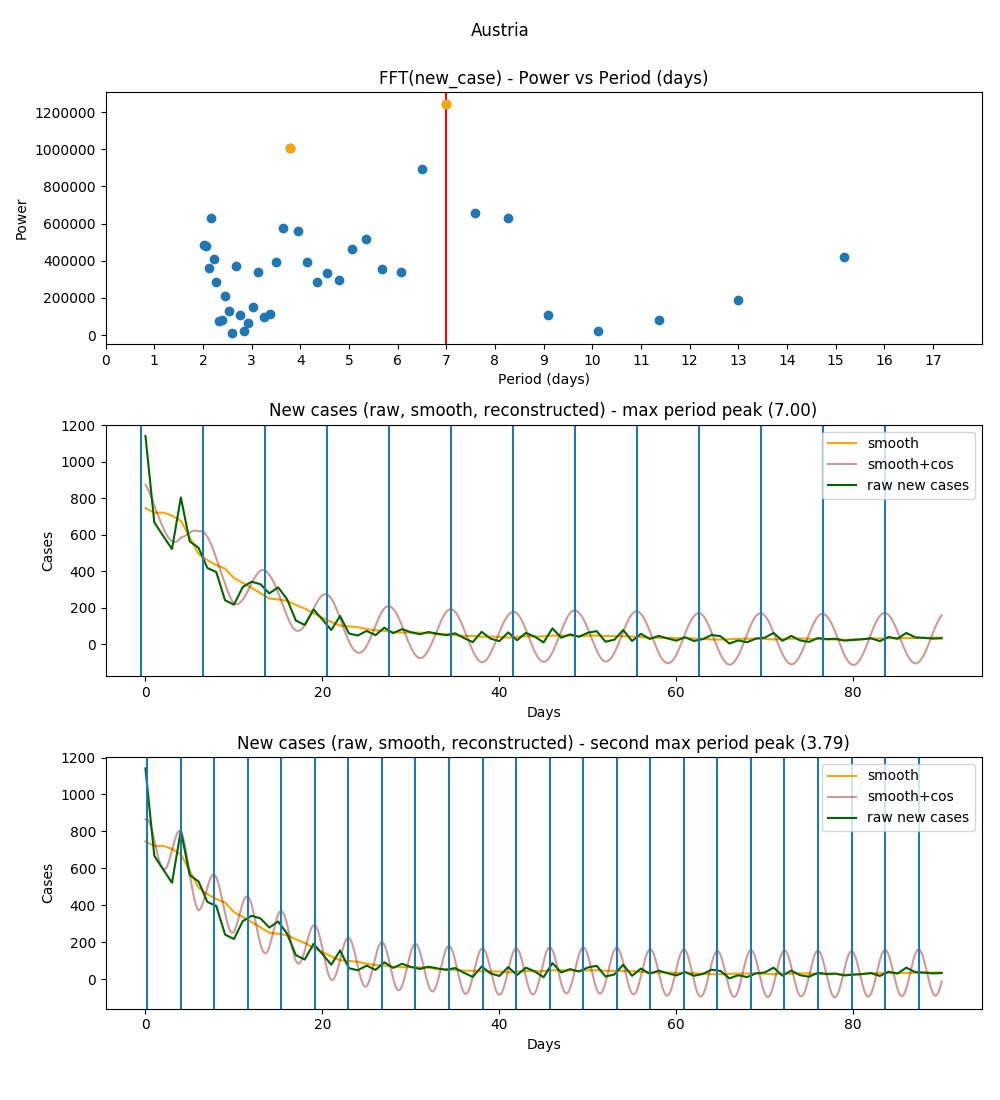 Austria
FFT(new_case) - Power vs Period (days)
1200000
1000000
800000
600000
400000
200000
0
Power
0 1 2 3 4 5 6 7 8 9 10 11 12 13 14 15 16 17
Period (days)
New cases (raw, smooth, reconstructed) - max period peak (7.00)
1200
1000
800
600
400
200
0
Cases
smooth
smooth+cos
raw new cases
0 20 40 60 80
Days
New cases (raw, smooth, reconstructed) - second max period peak (3.79)
1200
1000
800
600
400
200
0
Cases
smooth
smooth+cos
raw new cases
0 20 40 60 80
Days